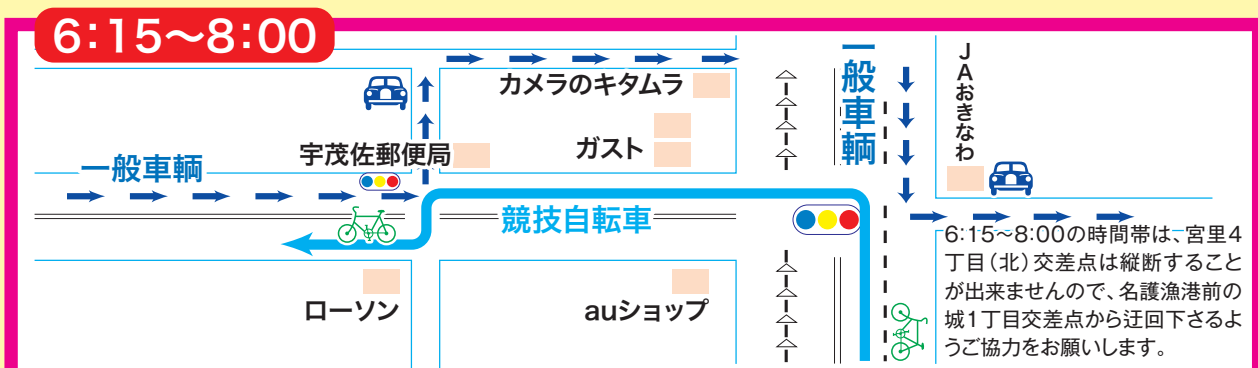 6:15～8:00
カメラのキタムラ
一般車輌
JAおきなわ
ガスト
宇茂佐郵便局
一般車輌
競技自転車
6:15～8:00の時間帯は、宮里4
丁目（北）交差点は縦断すること
が出来ませんので、名護漁港前の
城1丁目交差点から迂回下さるよ
うご協力をお願いします。
ローソン
auショップ